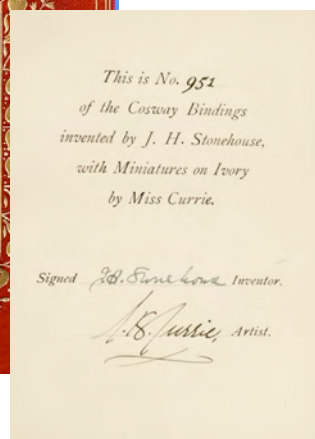 This is No. 951
of the Cosway Bindings
invented by J. H. Stonehouse,
with Miniatures on Ivory
by Miss Currie.
Signed J.H. Stonehouse Inventor.
C.B. Currie, Artist.